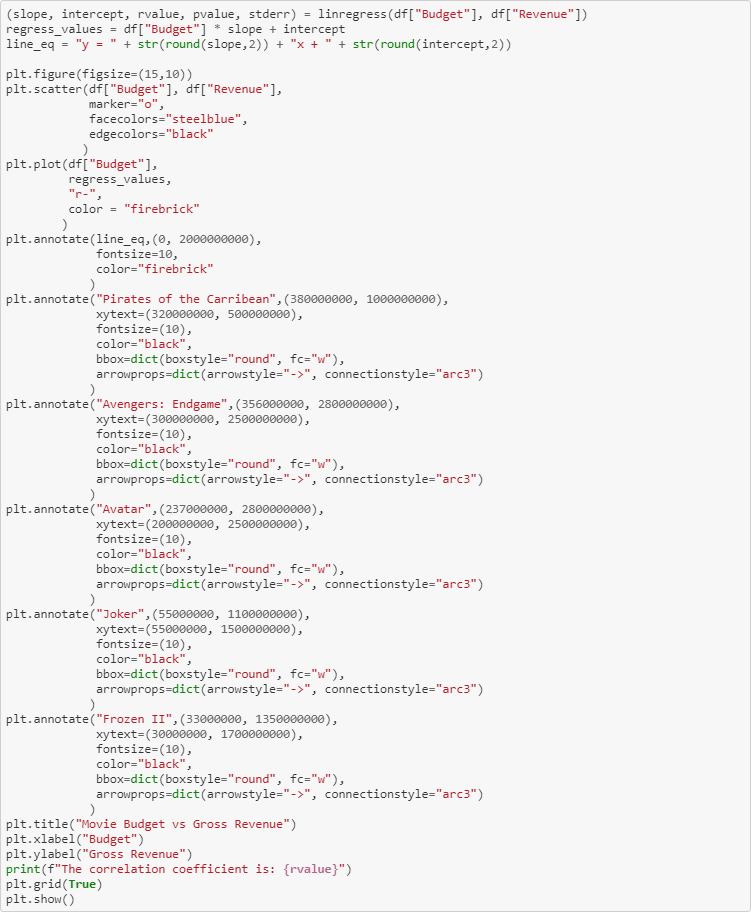 (slope, intercept, rvalue, pvalue, stderr) = linregress(df["Budget"], df["Revenue"])
regress_values = df["Budget"] * slope + intercept
line_eq = "y = " + str(round(slope,2)) + "x + " + str(round(intercept,2))

plt.figure(figsize=(15,10))
plt.scatter(df["Budget"], df["Revenue"],
            marker="o",
            facecolors="steelblue",
            edgecolors="black"
           )
plt.plot(df["Budget"],
         regress_values,
         "r-",
         color = "firebrick"
        )
plt.annotate(line_eq,(0, 2000000000),
             fontsize=10,
             color="firebrick"
            )
plt.annotate("Pirates of the Carribean",(380000000, 1000000000),
             xytext=(320000000, 500000000),
             fontsize=(10),
             color="black",
             bbox=dict(boxstyle="round", fc="w"),
             arrowprops=dict(arrowstyle="->", connectionstyle="arc3")
            )
plt.annotate("Avengers: Endgame",(356000000, 2800000000),
             xytext=(300000000, 2500000000),
             fontsize=(10),
             color="black",
             bbox=dict(boxstyle="round", fc="w"),
             arrowprops=dict(arrowstyle="->", connectionstyle="arc3")
            )
plt.annotate("Avatar",(237000000, 2800000000),
             xytext=(200000000, 2500000000),
             fontsize=(10),
             color="black",
             bbox=dict(boxstyle="round", fc="w"),
             arrowprops=dict(arrowstyle="->", connectionstyle="arc3")
            )
plt.annotate("Joker",(55000000, 1100000000),
             xytext=(55000000, 1500000000),
             fontsize=(10),
             color="black",
             bbox=dict(boxstyle="round", fc="w"),
             arrowprops=dict(arrowstyle="->", connectionstyle="arc3")
            )
plt.annotate("Frozen II",(33000000, 1350000000),
             xytext=(30000000, 1700000000),
             fontsize=(10),
             color="black",
             bbox=dict(boxstyle="round", fc="w"),
             arrowprops=dict(arrowstyle="->", connectionstyle="arc3")
            )
plt.title("Movie Budget vs Gross Revenue")
plt.xlabel("Budget")
plt.ylabel("Gross Revenue")
print(f"The correlation coefficient is: {rvalue}")
plt.grid(True)
plt.show()